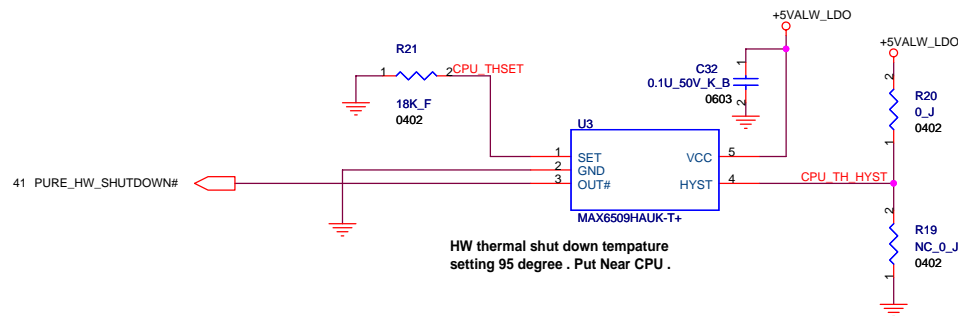 +5VALW_LDO
+5VALW_LDO
R21
1
2
CPU_THSET
18K_F
0402
1
C32
0.1U_50V_K_B
0603
2
2
R20
0_J
0402
1
U3
1
SET
VCC
5
2
GND
3
OUT#
HYST
4
MAX6509HAUK-T+
41 PURE_HW_SHUTDOWN#
CPU_TH_HYST
2
R19
NC_0_J
0402
1
HW thermal shut down tempature
setting 95 degree . Put Near CPU .